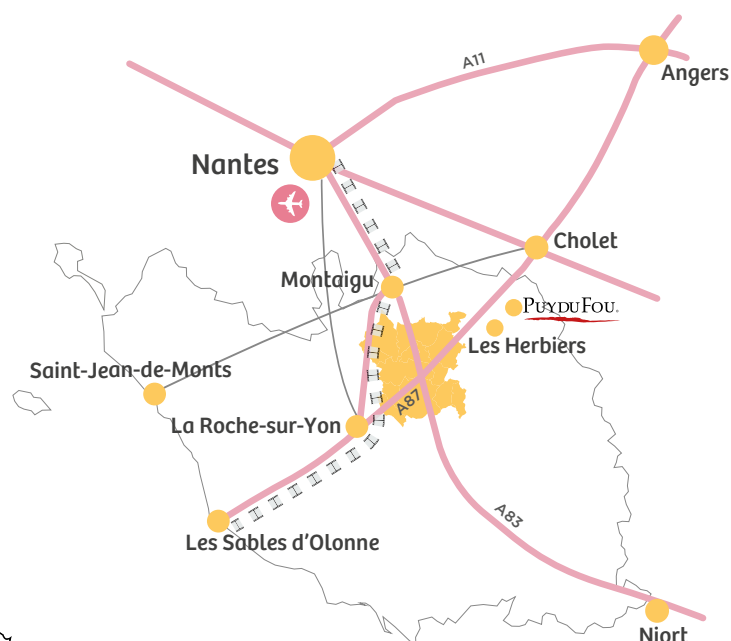 A11
Angers
Nantes
Cholet
Montaigu
PUYDUFOU.
Les Herbiers
Saint-Jean-de-Monts
A87
La Roche-sur-Yon
A83
Les Sables d'Olonne
Niort